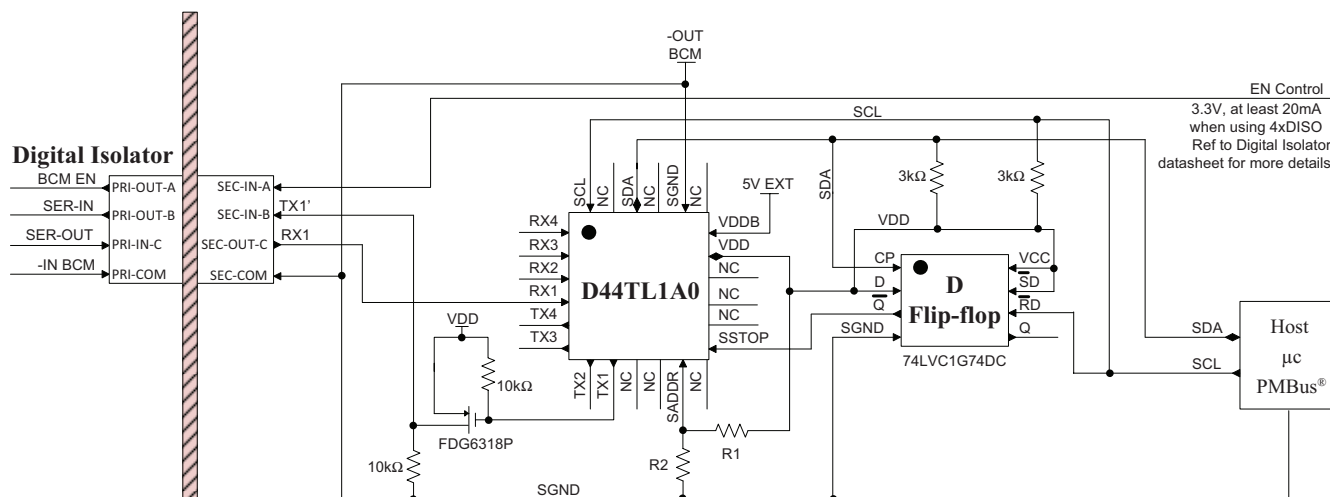 -OUT
BCM
EN Control
3.3V, at least 20mA
when using 4xDISO
Ref to Digital Isolator
datasheet for more details
SCL
Digital Isolator
BCM EN
PRI-OUT-A
SEC-IN-A
SER-IN
PRI-OUT-B
SEC-IN-B
TX1'
SER-OUT
PRI-IN-C
SEC-OUT-C
RX1
-IN BCM
PRI-COM
SEC-COM
SCL
NC
SDA
NC
SGND
NC
5V EXT
SDA
3kΩ
3kΩ
VDD
RX4
RX3
RX2
RX1
TX4
TX3
D44TL1A0
VDDB
VDD
NC
NC
NC
SSTOP
TX2
TX1
NC
NC
SADDR
NC
CP
D
Q
SGND
D
Flip-flop
VCC
SD
RD
Q
74LVC1G74DC
SDA
SCL
Host
µc
PMBus®
VDD
10kΩ
FDG6318P
10kΩ
R2
R1
SGND